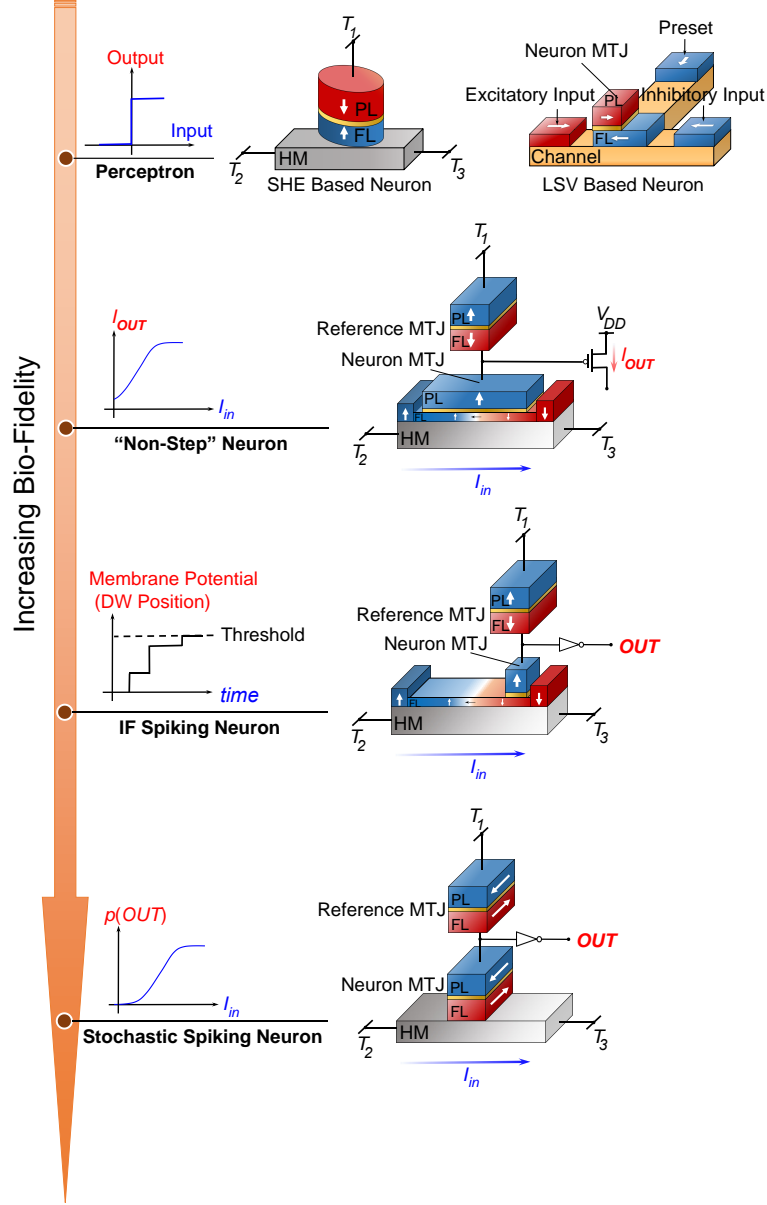 Increasing Bio-Fidelity
Output
Input
Perceptron
T1
PL
FL
HM
T2
T3
SHE Based Neuron
Preset
Neuron MTJ
Excitatory Input
PL
Inhibitory Input
FL
Channel
LSV Based Neuron
IOUT
Iin
“Non-Step” Neuron
T1
PL
Reference MTJ
FL
VDD
Neuron MTJ
IOUT
PL
FL
HM
T2
T3
Iin
Membrane Potential
(DW Position)
Threshold
time
IF Spiking Neuron
T1
PL
Reference MTJ
FL
Neuron MTJ
OUT
FL
HM
T2
T3
Iin
p(OUT)
Iin
Stochastic Spiking Neuron
T1
PL
Reference MTJ
FL
OUT
PL
Neuron MTJ
FL
HM
T2
T3
Iin